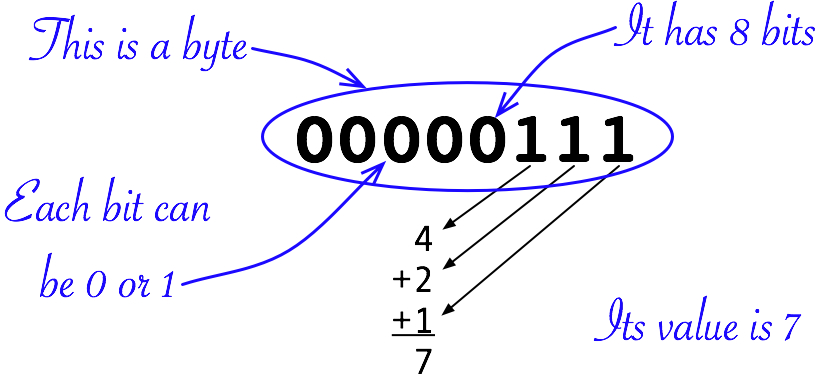 This is a byte
It has 8 bits
00000111
Each bit can
be 0 or 1
4
+2
+1
7
Its value is 7